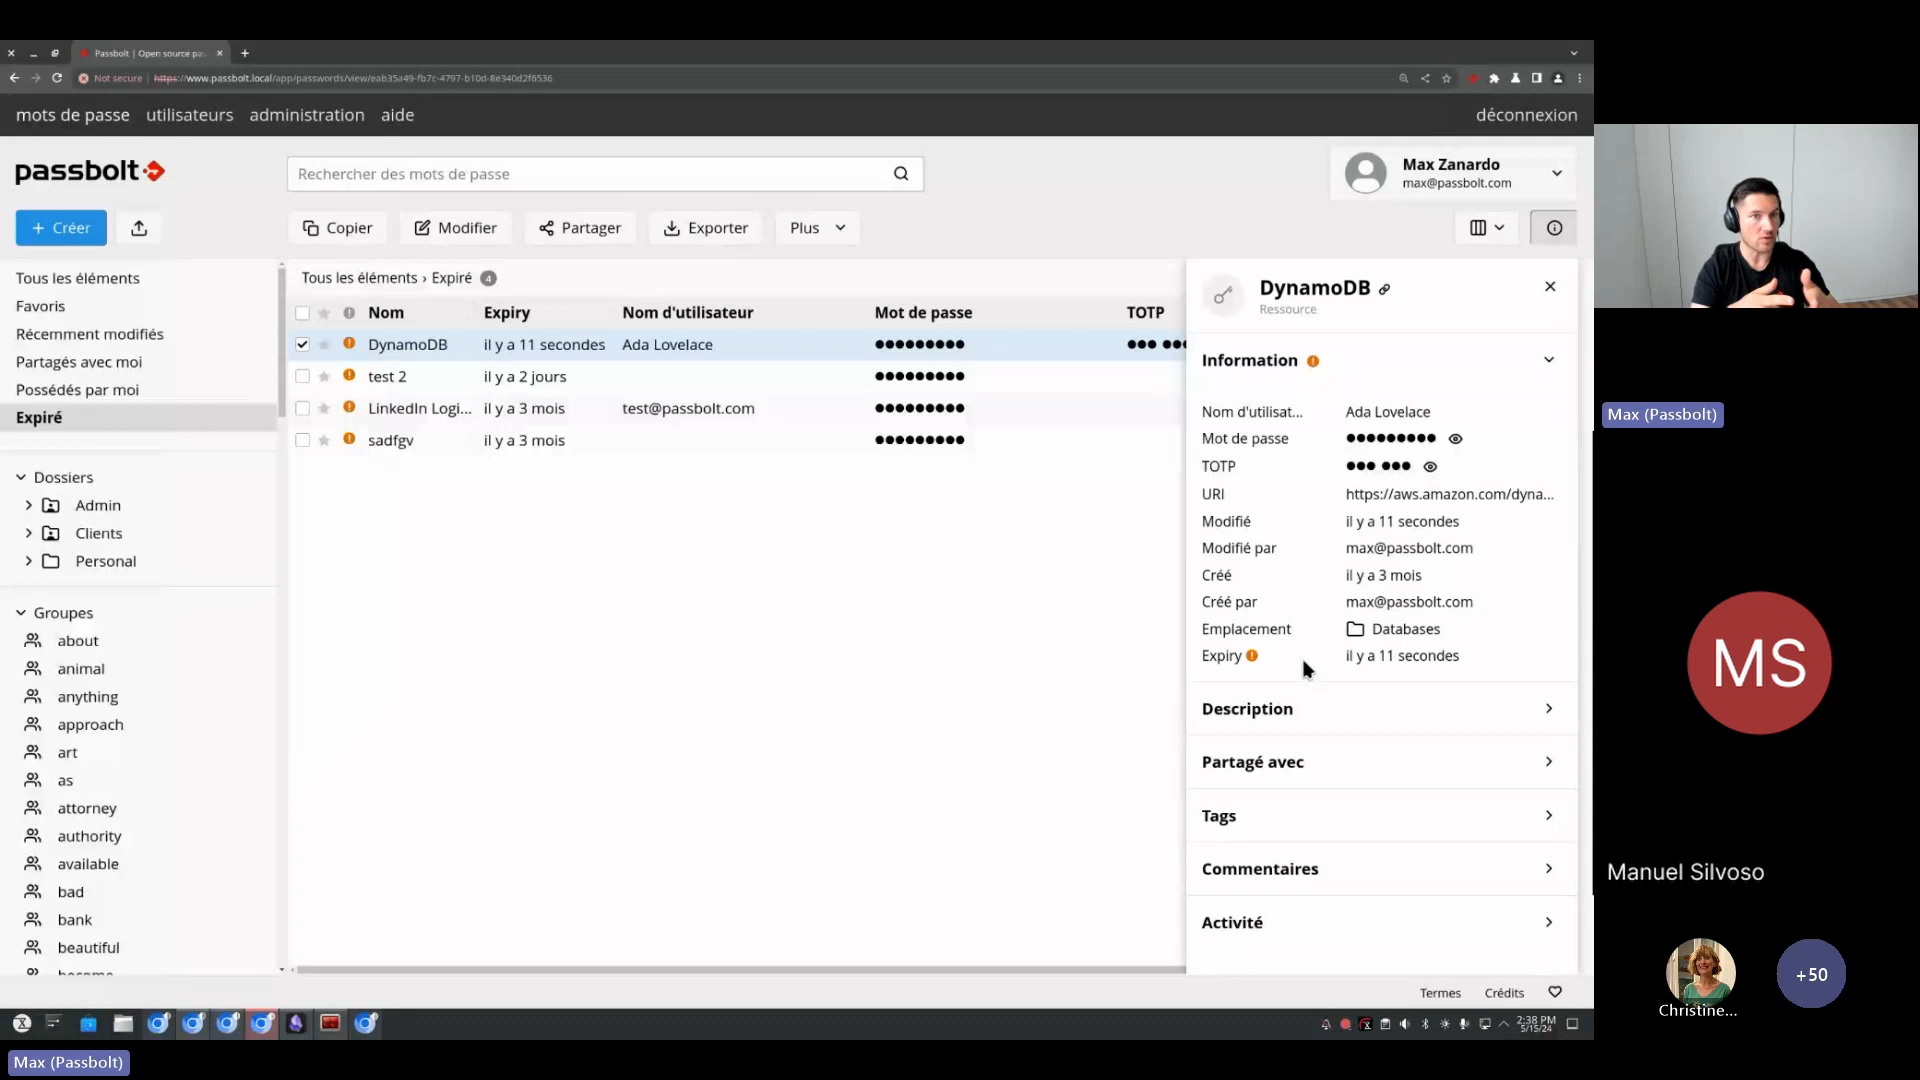 Passbolt | Open source pas
Not secure | https://www.passbolt.local/app/passwords/view/eab35a49-fb7c-4797-b10d-8e340d2f6536
mots de passe utilisateurs administration aide déconnexion
passbolt
Rechercher des mots de passe
Max Zanardo
max@passbolt.com
+ Créer
Copier Modifier Partager Exporter Plus
Tous les éléments
Favoris
Récemment modifiés
Partagés avec moi
Possédés par moi
Expiré
Dossiers
Admin
Clients
Personal
Groupes
about
animal
anything
approach
art
as
attorney
authority
available
bad
bank
beautiful
become
Tous les éléments › Expiré 4
Nom Expiry Nom d'utilisateur Mot de passe TOTP
DynamoDB il y a 11 secondes Ada Lovelace ●●●●●●●●● ●●● ●●●
test 2 il y a 2 jours ●●●●●●●●●
LinkedIn Logi... il y a 3 mois test@passbolt.com ●●●●●●●●●
sadfgv il y a 3 mois ●●●●●●●●●
DynamoDB
Ressource
Information
Nom d'utilisat... Ada Lovelace
Mot de passe ●●●●●●●●●
TOTP ●●● ●●●
URI https://aws.amazon.com/dyna...
Modifié il y a 11 secondes
Modifié par max@passbolt.com
Créé il y a 3 mois
Créé par max@passbolt.com
Emplacement Databases
Expiry il y a 11 secondes
Description
Partagé avec
Tags
Commentaires
Activité
Termes Crédits
2:38 PM
5/15/24
Max (Passbolt)
MS
Manuel Silvoso
Christine...
+50
Max (Passbolt)